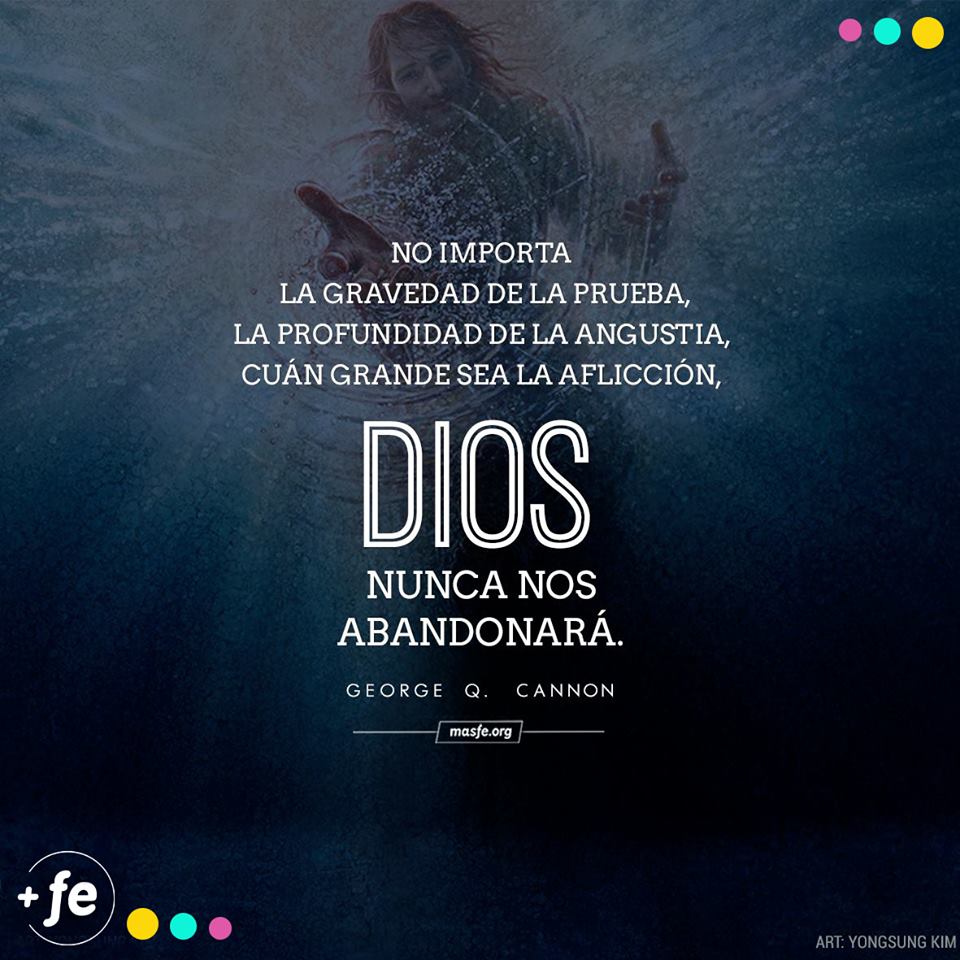 NO IMPORTA
LA GRAVEDAD DE LA PRUEBA,
LA PROFUNDIDAD DE LA ANGUSTIA,
CUÁN GRANDE SEA LA AFLICCIÓN,
DIOS
NUNCA NOS
ABANDONARÁ.
GEORGE Q. CANNON
masfe.org
+fe
ART: YONGSUNG KIM